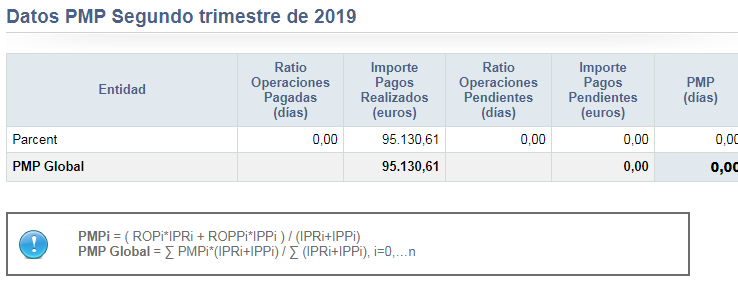 Datos PMP Segundo trimestre de 2019
Entidad
Ratio
Operaciones
Pagadas
(días)
Importe
Pagos
Realizados
(euros)
Ratio
Operaciones
Pendientes
(días)
Importe
Pagos
Pendientes
(euros)
PMP
(días)
Parcent 0,00 95.130,61 0,00 0,00 0,00
PMP Global 95.130,61 0,00 0,00
PMPi = ( ROPi*IPRi + ROPPi*IPPi ) / (IPRi+IPPi)
PMP Global = ∑ PMPi*(IPRi+IPPi) / ∑ (IPRi+IPPi), i=0,...n